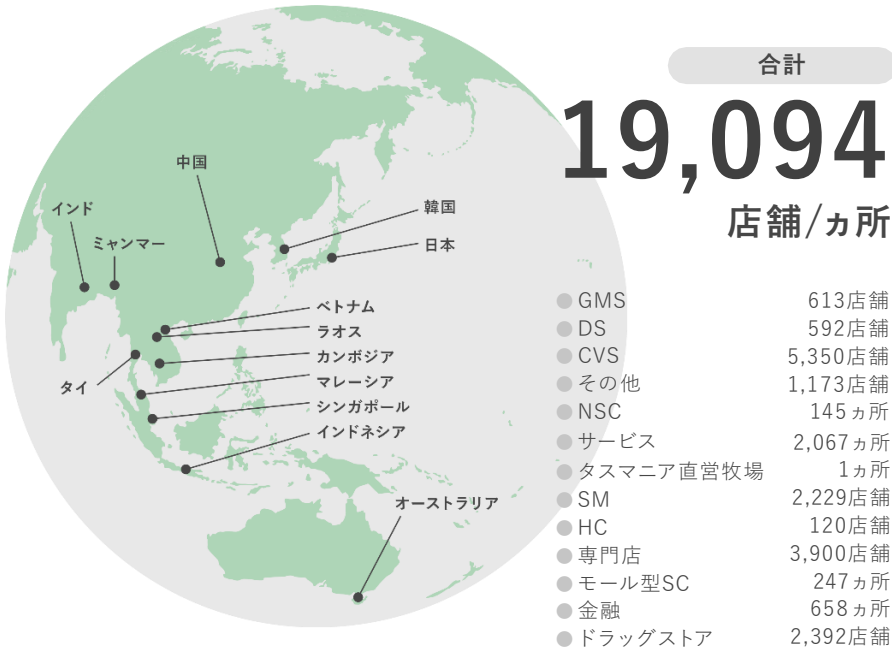 中国
インド
ミャンマー
韓国
日本
ベトナム
ラオス
カンボジア
タイ
マレーシア
シンガポール
インドネシア
オーストラリア
合計
19,094
店舗/ヵ所
GMS 613店舗
DS 592店舗
CVS 5,350店舗
その他 1,173店舗
NSC 145ヵ所
サービス 2,067ヵ所
タスマニア直営牧場 1ヵ所
SM 2,229店舗
HC 120店舗
専門店 3,900店舗
モール型SC 247ヵ所
金融 658ヵ所
ドラッグストア 2,392店舗